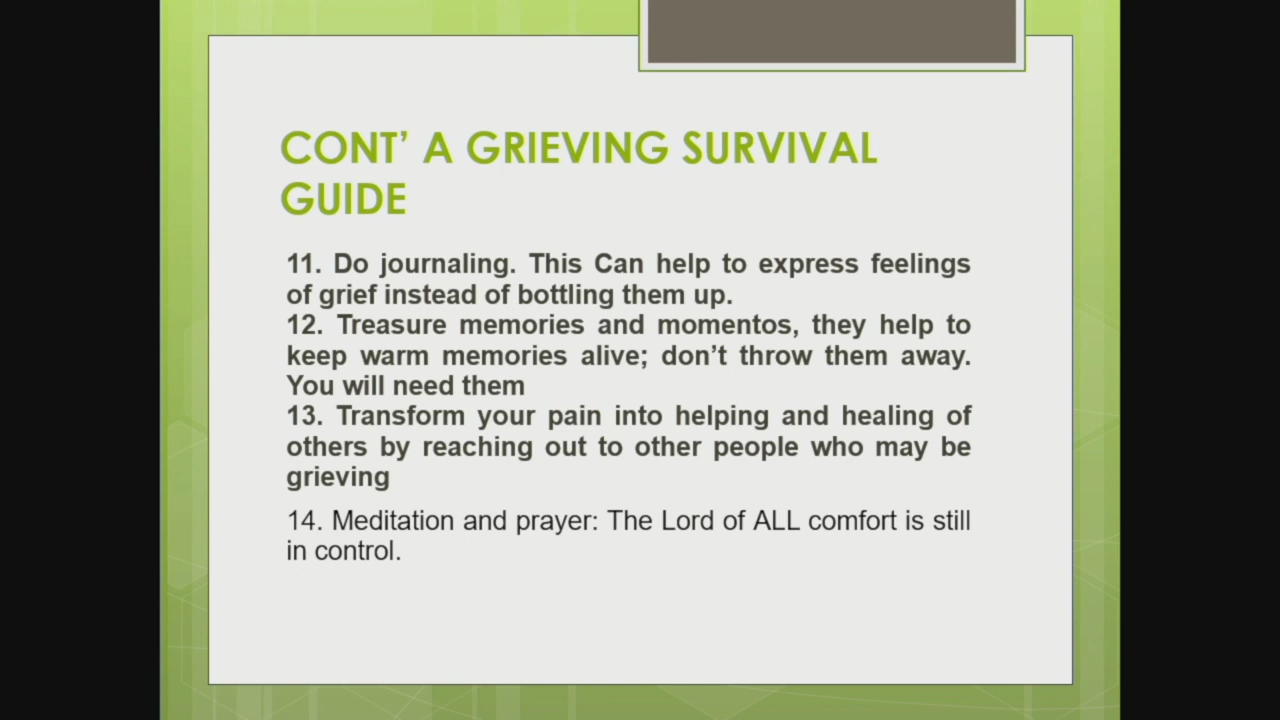 CONT’ A GRIEVING SURVIVAL
GUIDE
11. Do journaling. This Can help to express feelings
of grief instead of bottling them up.
12. Treasure memories and momentos, they help to
keep warm memories alive; don’t throw them away.
You will need them
13. Transform your pain into helping and healing of
others by reaching out to other people who may be
grieving
14. Meditation and prayer: The Lord of ALL comfort is still
in control.